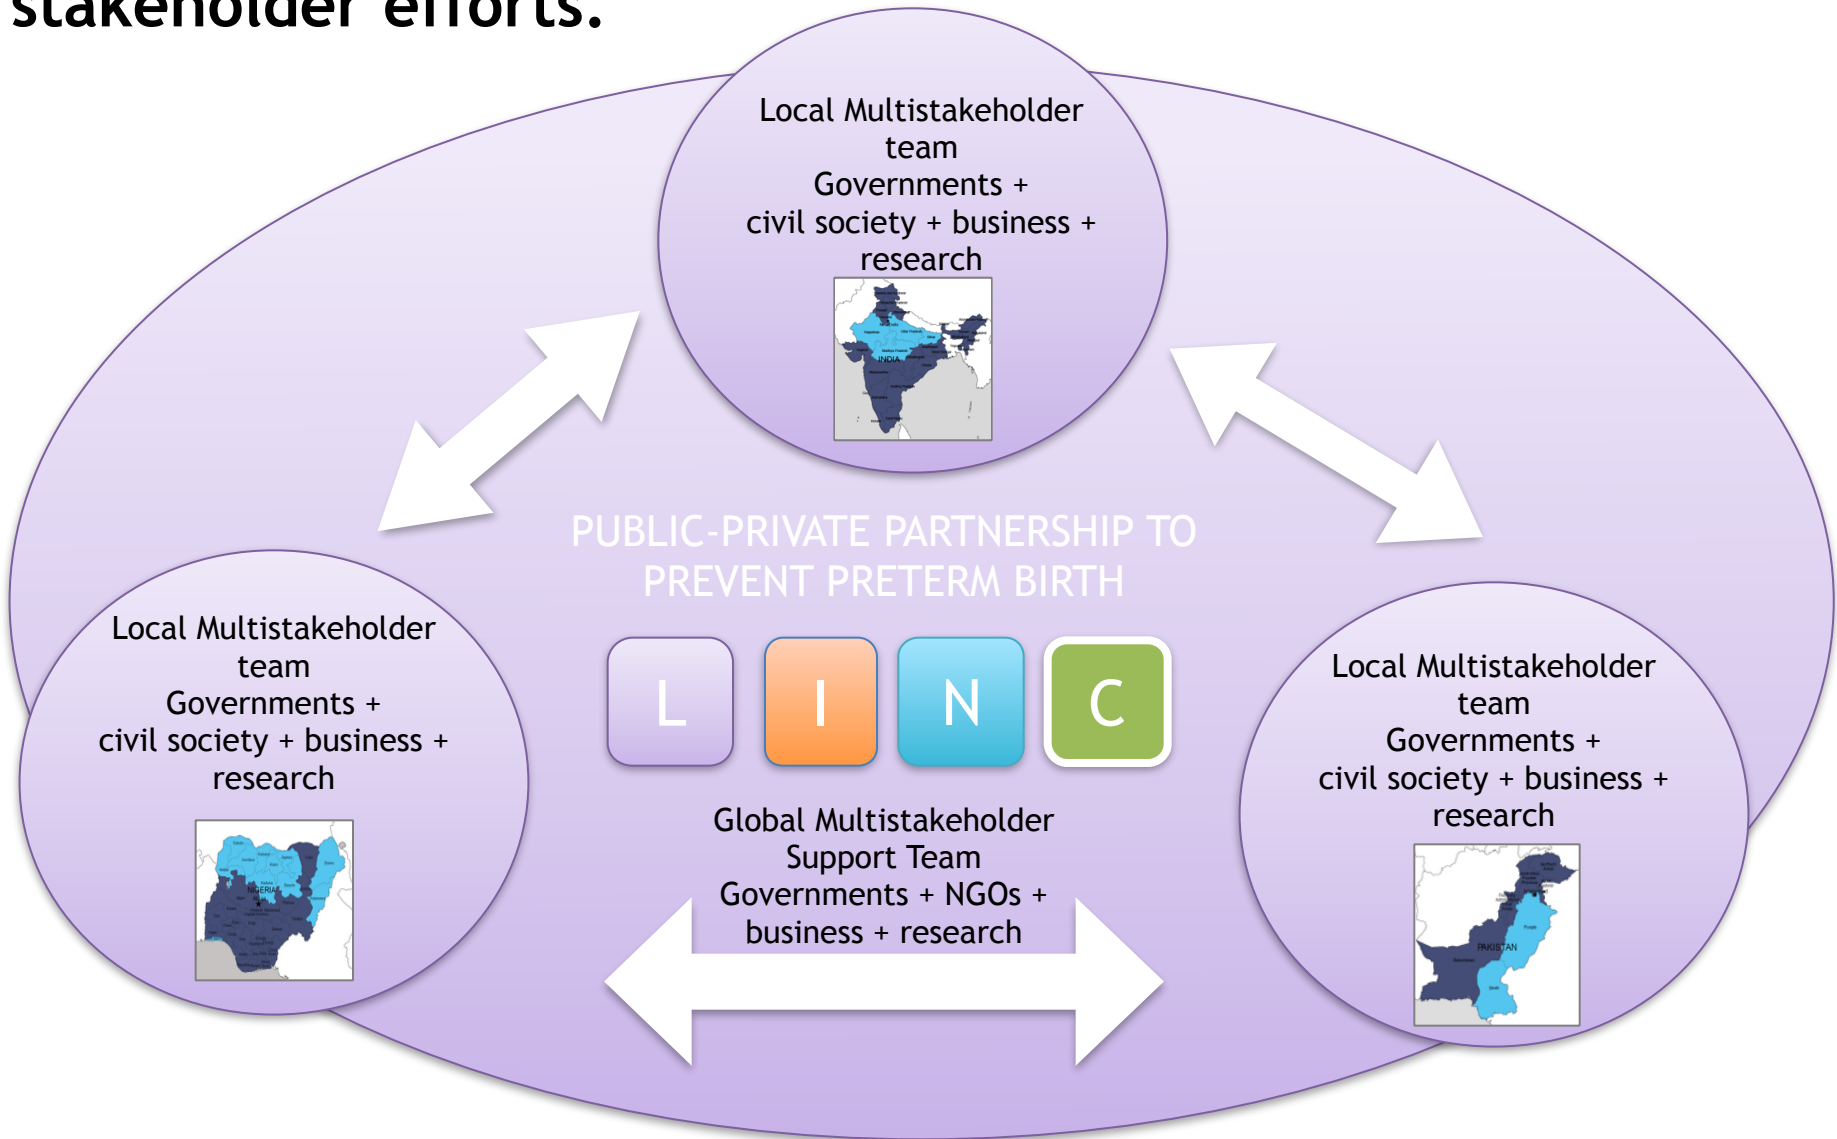 stakeholder efforts.
Local Multistakeholder
team
Governments +
civil society + business +
research
INDIA
PUBLIC-PRIVATE PARTNERSHIP TO
PREVENT PRETERM BIRTH
L I N C
Local Multistakeholder
team
Governments +
civil society + business +
research
NIGERIA
Global Multistakeholder
Support Team
Governments + NGOs +
business + research
Local Multistakeholder
team
Governments +
civil society + business +
research
PAKISTAN
Punjab